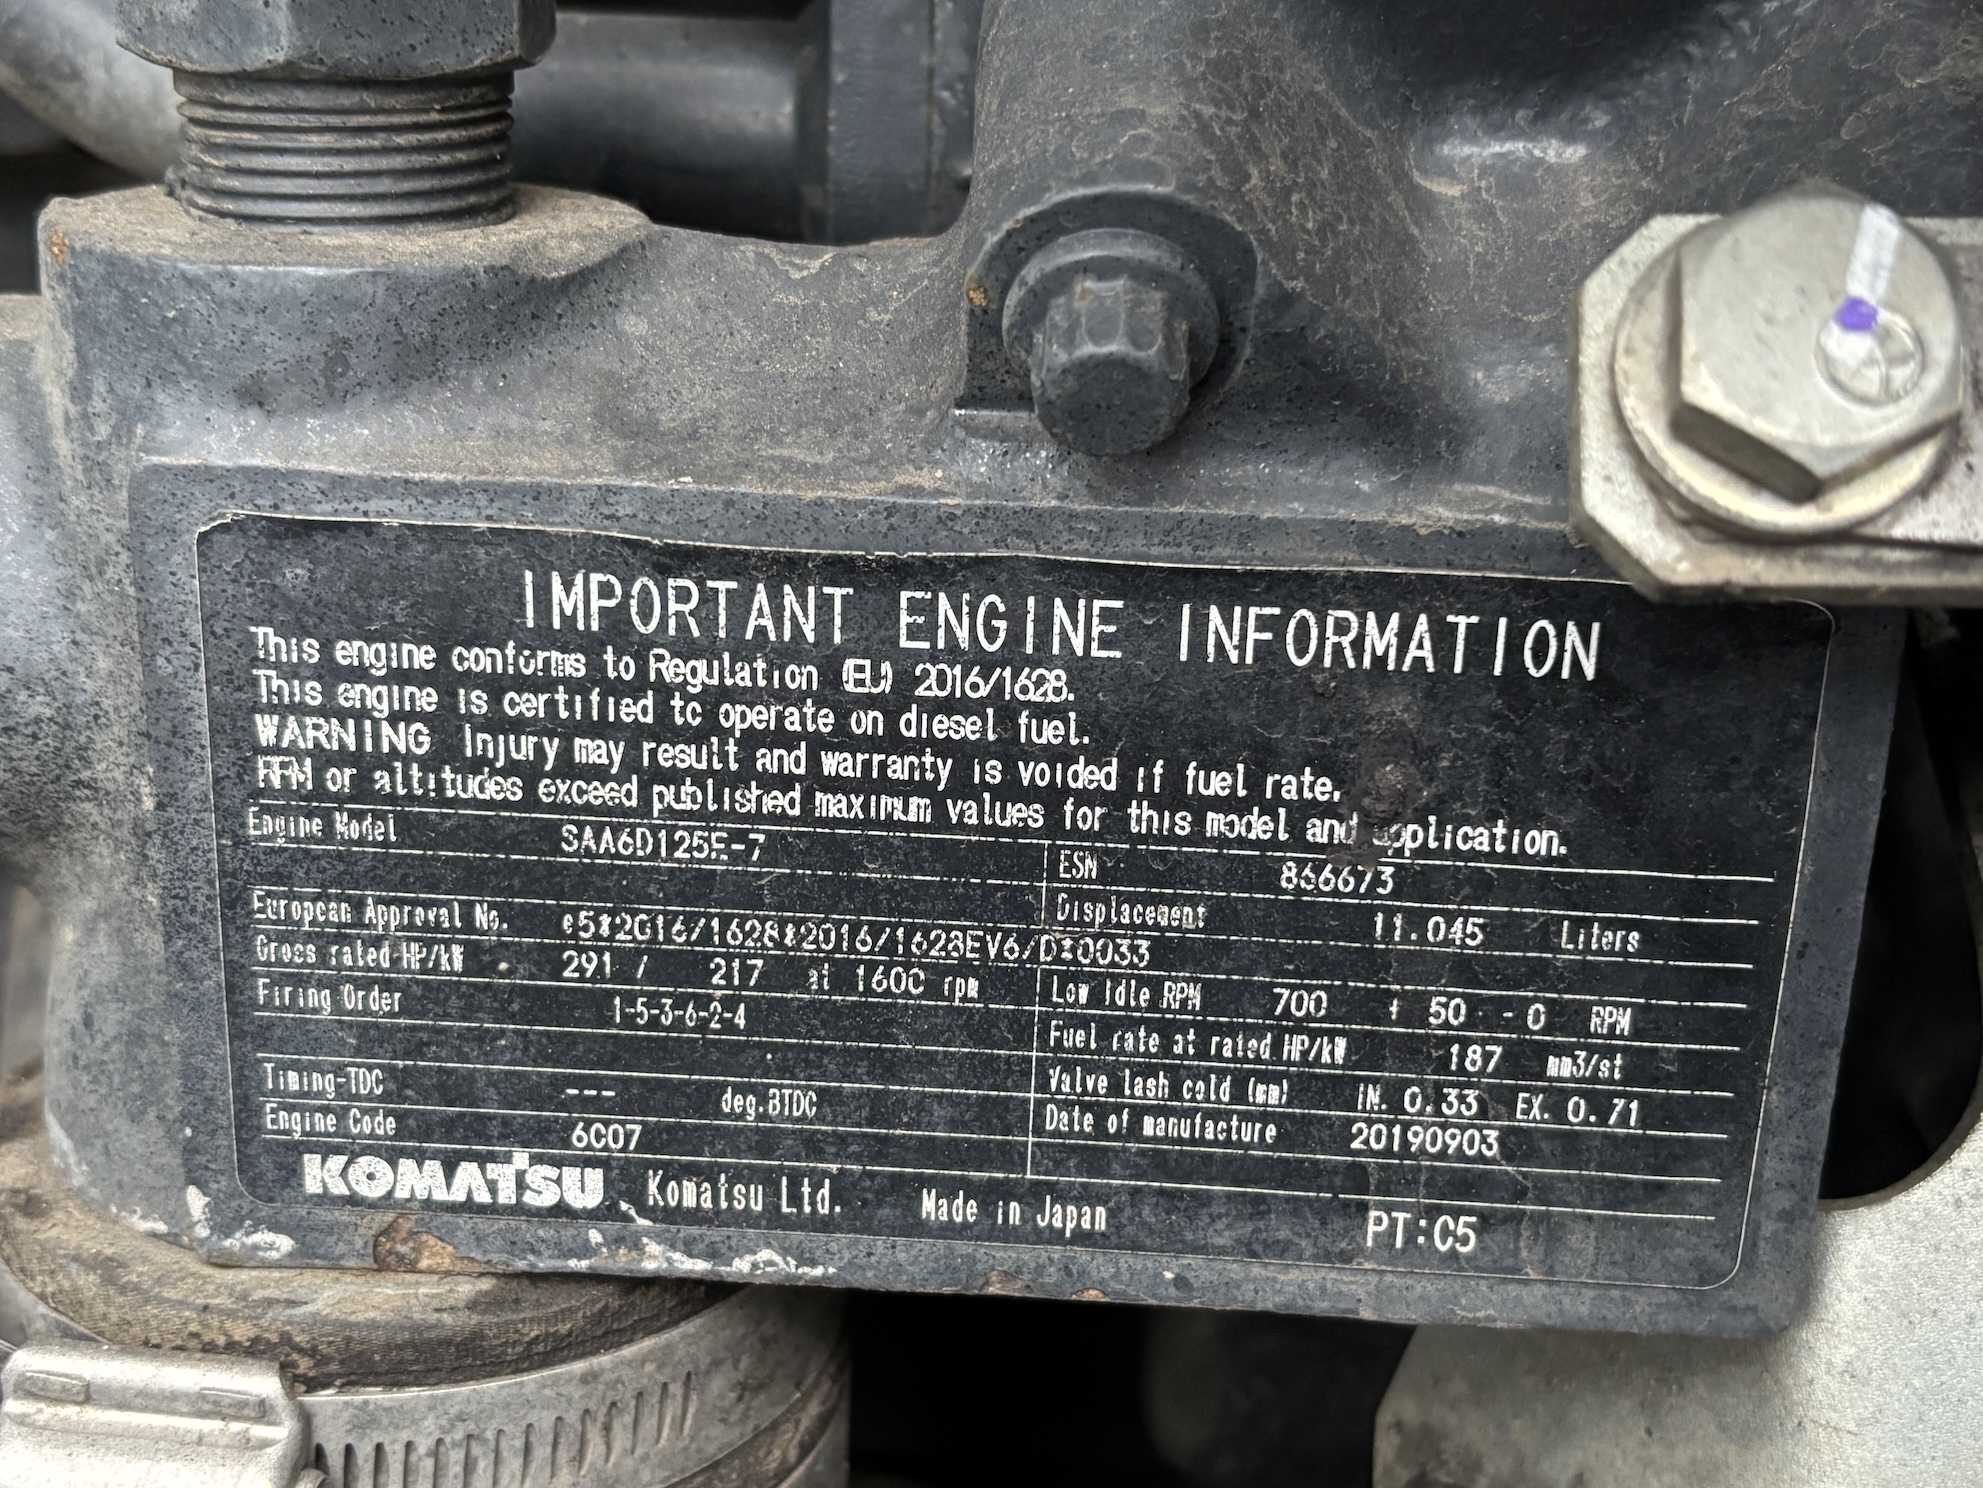 IMPORTANT ENGINE INFORMATION
This engine conforms to Regulation (EU) 2016/1628.
This engine is certified to operate on diesel fuel.
WARNING Injury may result and warranty is voided if fuel rate.
RPM or altitudes exceed published maximum values for this model and application.
Engine Model SAA6D125E-7 ESN 866673
Displacement 11.045 Liters
European Approval No. e5*2016/1628*2016/1628EV6/D*0033
Gross rated HP/kW 291 / 217 at 1600 rpm Low Idle RPM 700 + 50 - 0 RPM
Firing Order 1-5-3-6-2-4 Fuel rate at rated HP/kW 187 mm3/st
Valve lash cold (mm) IN. 0.33 EX. 0.71
Timing-TDC --- deg.BTDC Date of manufacture 20190903
Engine Code 6C07
KOMATSU Komatsu Ltd. Made in Japan PT:C5